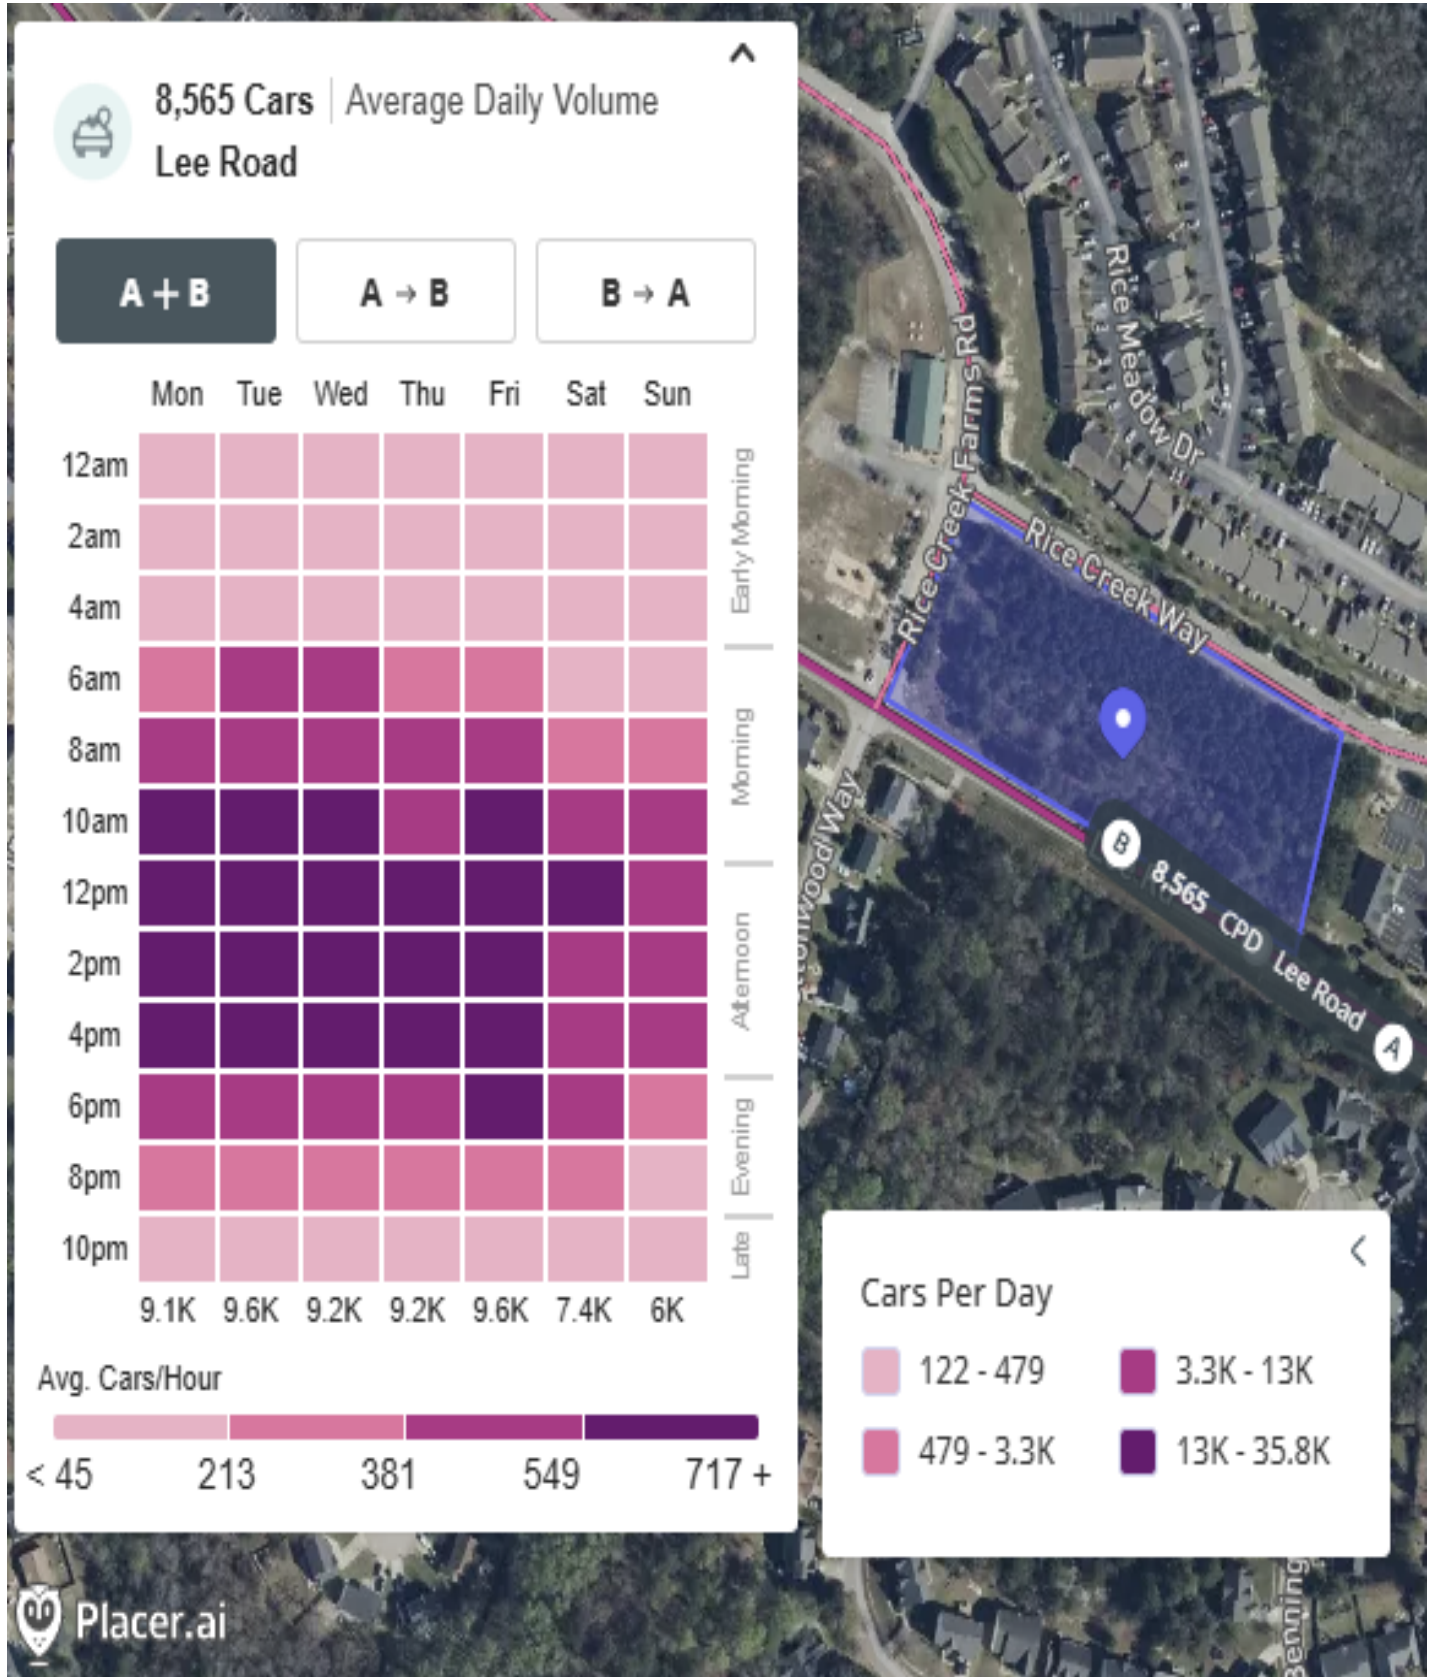 8,565 Cars | Average Daily Volume
Lee Road
A + B
A → B
B → A
Mon Tue Wed Thu Fri Sat Sun
12am
2am
4am
6am
8am
10am
12pm
2pm
4pm
6pm
8pm
10pm
Early Morning
Morning
Afternoon
Evening
Late
9.1K 9.6K 9.2K 9.2K 9.6K 7.4K 6K
Avg. Cars/Hour
< 45 213 381 549 717 +
Rice Meadow Dr
Rice Creek Farms Rd
Rice Creek Way
B 8,565 CPD Lee Road A
Cars Per Day
122 - 479
3.3K - 13K
479 - 3.3K
13K - 35.8K
Placer.ai